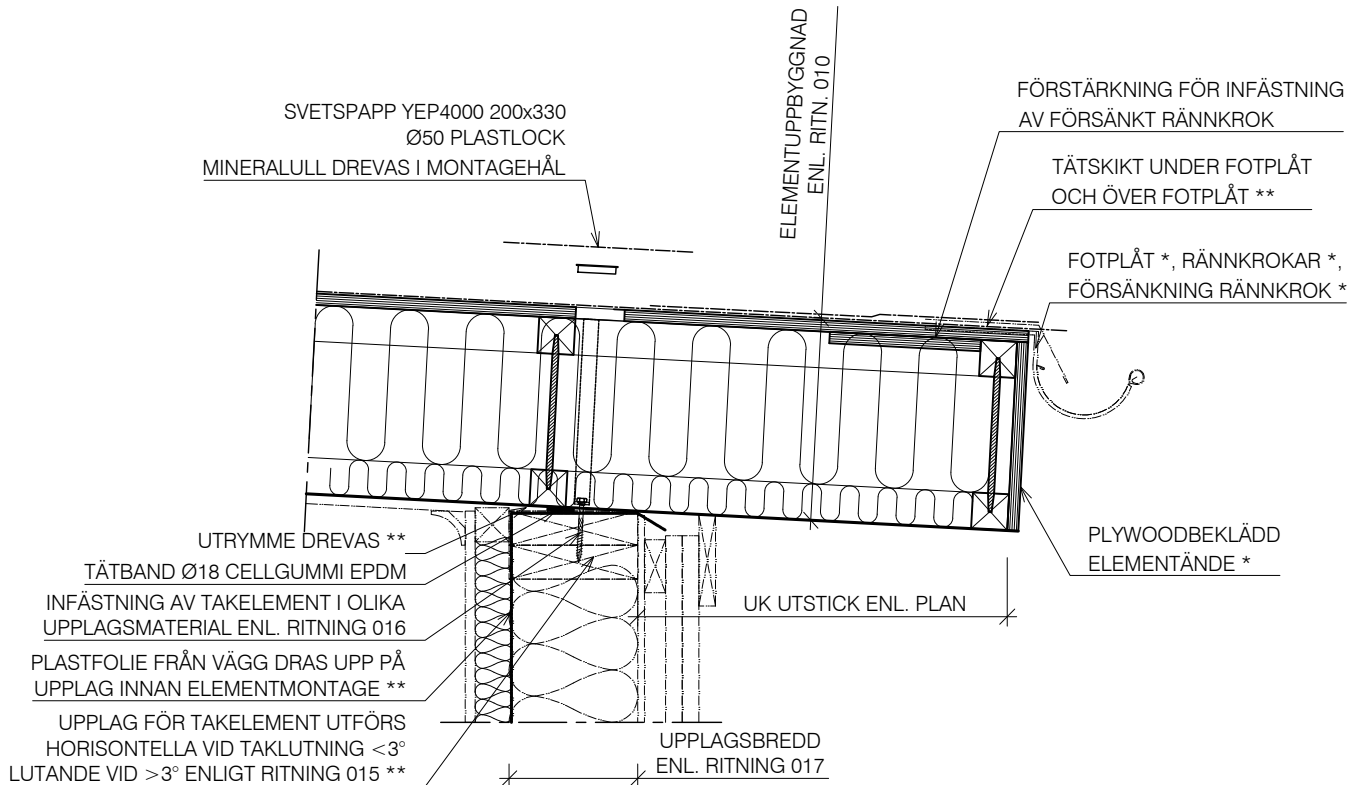 SVETSPAPP YEP4000 200x330
Ø50 PLASTLOCK
MINERALULL DREVAS I MONTAGEHÅL
ELEMENTUPPBYGGNAD
ENL. RITN. 010
FÖRSTÄRKNING FÖR INFÄSTNING
AV FÖRSÄNKT RÄNNKROK
TÄTSKIKT UNDER FOTPLÅT
OCH ÖVER FOTPLÅT **
FOTPLÅT *, RÄNNKROKAR *,
FÖRSÄNKNING RÄNNKROK *
UTRYMME DREVAS **
TÄTBAND Ø18 CELLGUMMI EPDM
INFÄSTNING AV TAKELEMENT I OLIKA
UPPLAGSMATERIAL ENL. RITNING 016
PLASTFOLIE FRÅN VÄGG DRAS UPP PÅ
UPPLAG INNAN ELEMENTMONTAGE **
UPPLAG FÖR TAKELEMENT UTFÖRS
HORISONTELLA VID TAKLUTNING <3°
LUTANDE VID >3° ENLIGT RITNING 015 **
PLYWOODBEKLÄDD
ELEMENTÄNDE *
UK UTSTICK ENL. PLAN
UPPLAGSBREDD
ENL. RITNING 017